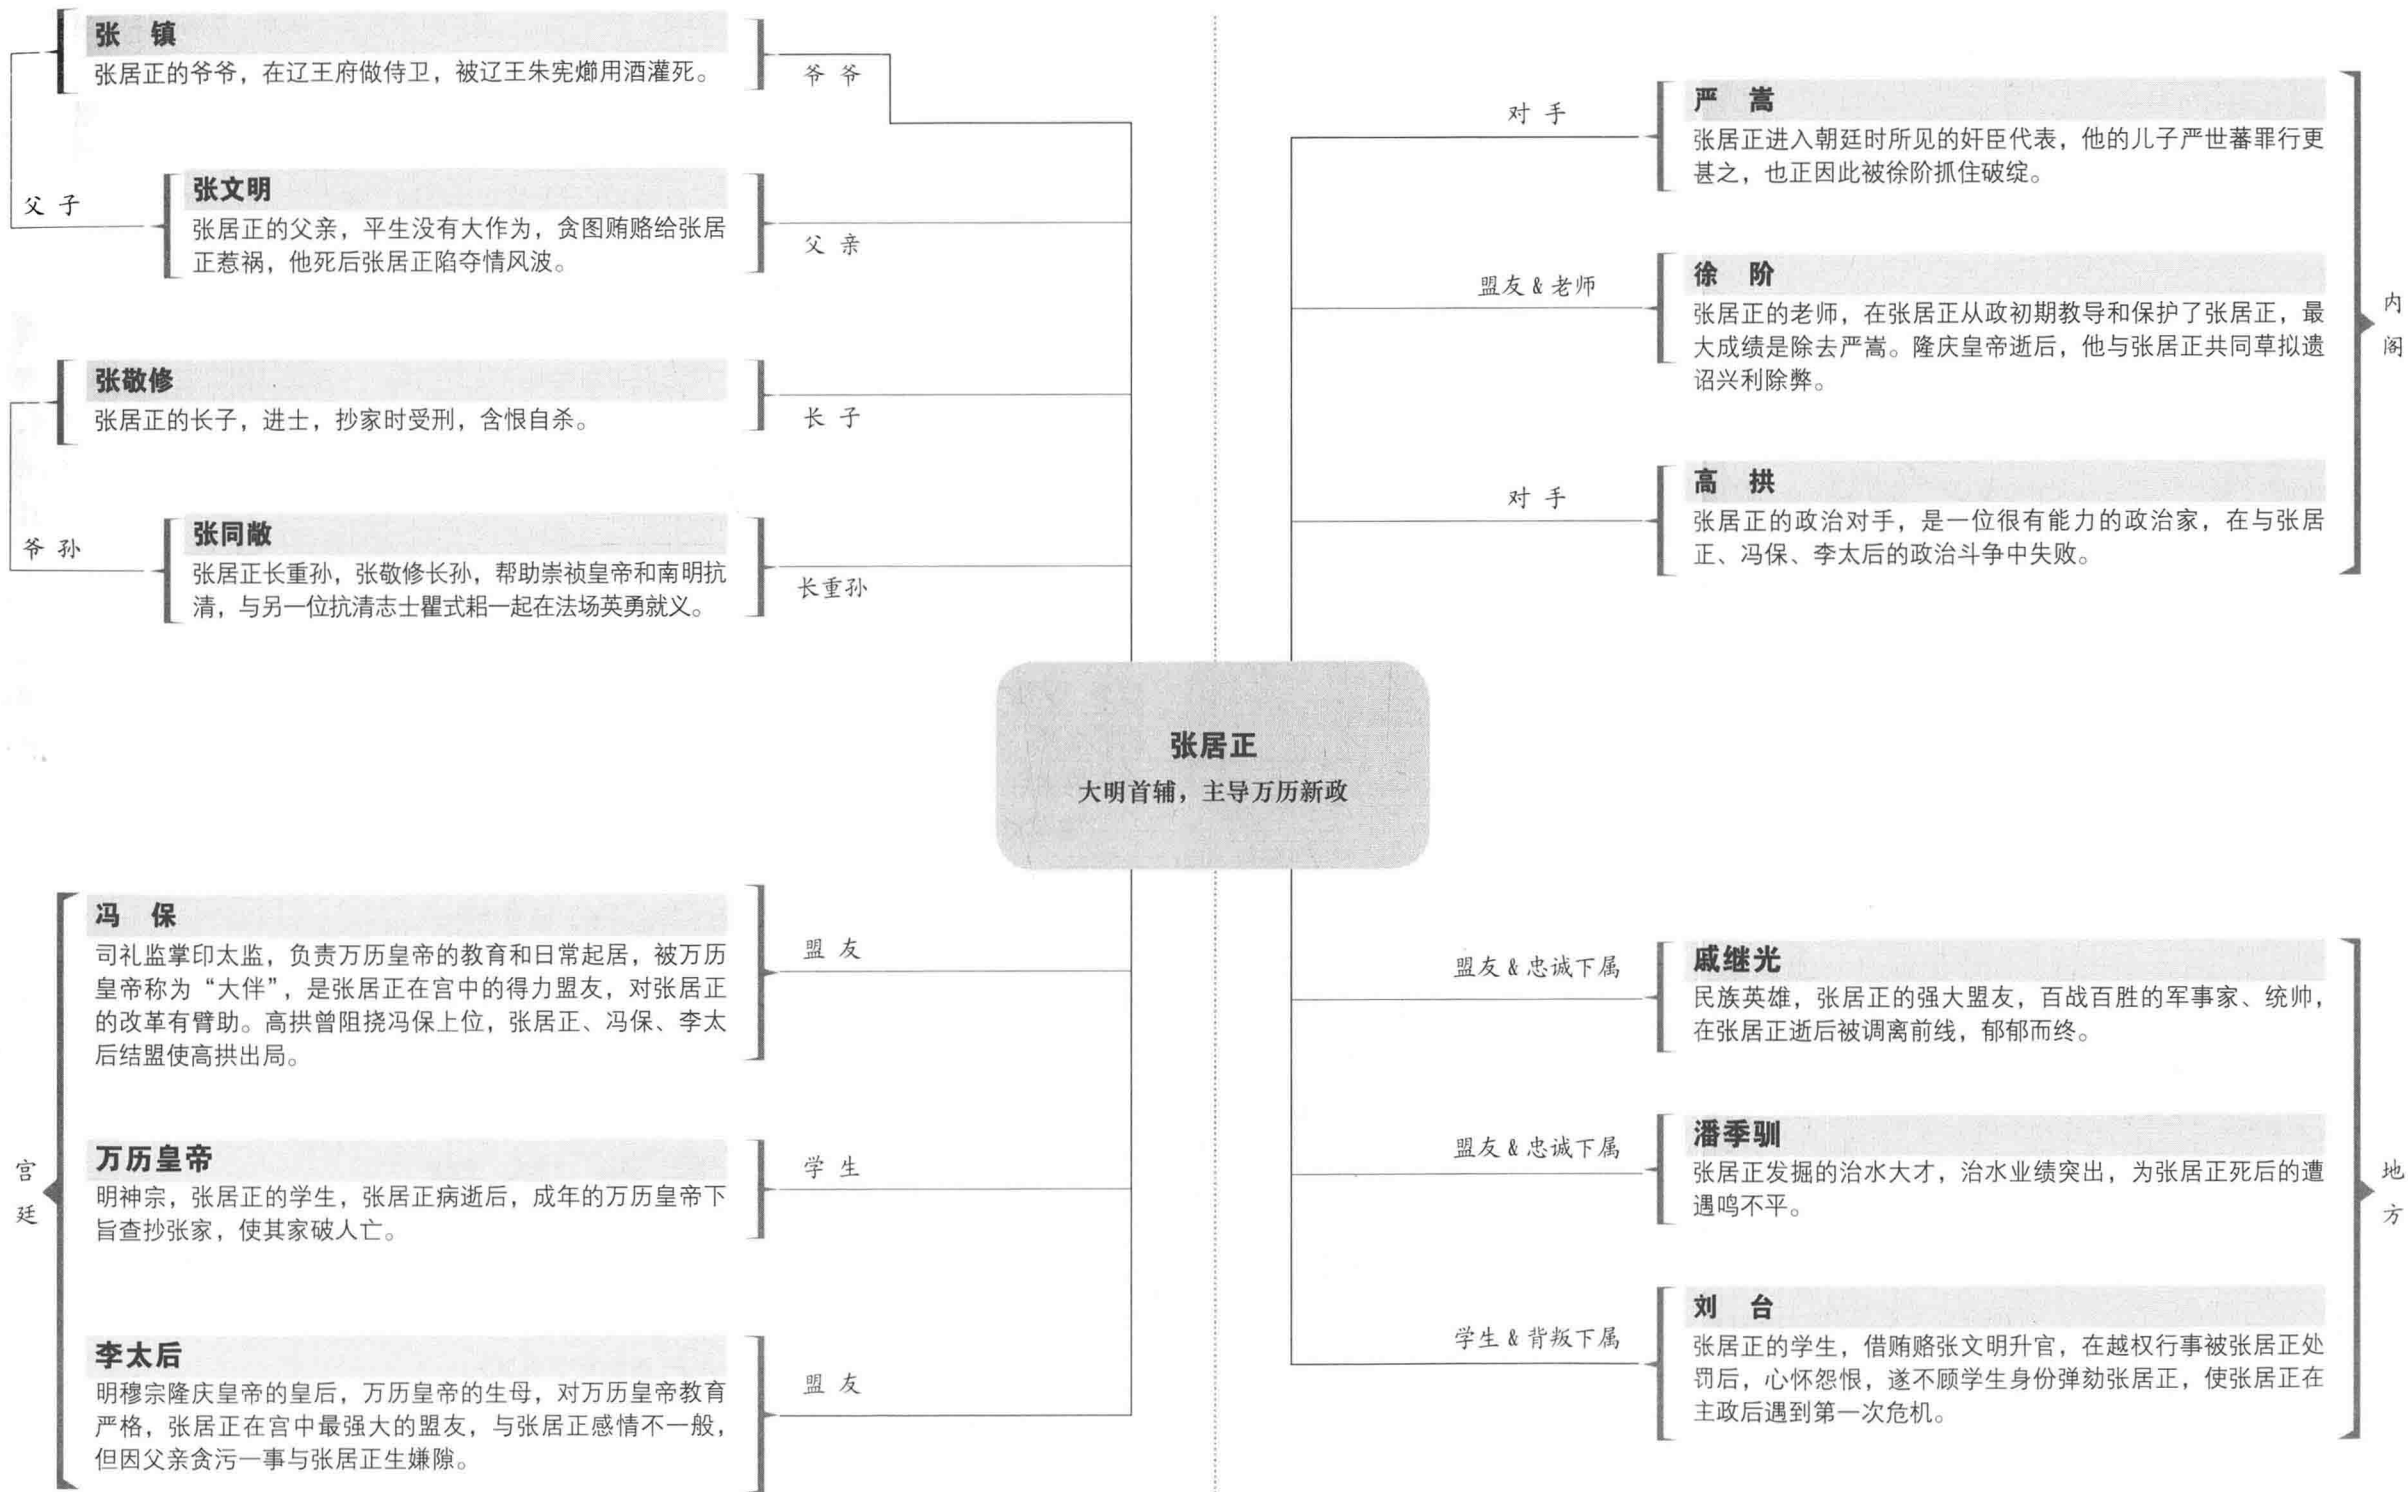 张 镇
张居正的爷爷，在辽王府做侍卫，被辽王朱宪㸅用酒灌死。
爷 爷
父 子
张文明
张居正的父亲，平生没有大作为，贪图贿赂给张居
正惹祸，他死后张居正陷夺情风波。
父 亲
张敬修
张居正的长子，进士，抄家时受刑，含恨自杀。
长 子
爷 孙
张同敞
张居正长重孙，张敬修长孙，帮助崇祯皇帝和南明抗
清，与另一位抗清志士瞿式耜一起在法场英勇就义。
长重孙
对 手
严 嵩
张居正进入朝廷时所见的奸臣代表，他的儿子严世蕃罪行更
甚之，也正因此被徐阶抓住破绽。
盟友 & 老师
徐 阶
张居正的老师，在张居正从政初期教导和保护了张居正，最
大成绩是除去严嵩。隆庆皇帝逝后，他与张居正共同草拟遗
诏兴利除弊。
对 手
高 拱
张居正的政治对手，是一位很有能力的政治家，在与张居
正、冯保、李太后的政治斗争中失败。
内
阁
张居正
大明首辅，主导万历新政
宫
廷
冯 保
司礼监掌印太监，负责万历皇帝的教育和日常起居，被万历
皇帝称为“大伴”，是张居正在宫中的得力盟友，对张居正
的改革有臂助。高拱曾阻挠冯保上位，张居正、冯保、李太
后结盟使高拱出局。
盟 友
万历皇帝
明神宗，张居正的学生，张居正病逝后，成年的万历皇帝下
旨查抄张家，使其家破人亡。
学 生
李太后
明穆宗隆庆皇帝的皇后，万历皇帝的生母，对万历皇帝教育
严格，张居正在宫中最强大的盟友，与张居正感情不一般，
但因父亲贪污一事与张居正生嫌隙。
盟 友
盟友 & 忠诚下属
戚继光
民族英雄，张居正的强大盟友，百战百胜的军事家、统帅，
在张居正逝后被调离前线，郁郁而终。
盟友 & 忠诚下属
潘季驯
张居正发掘的治水大才，治水业绩突出，为张居正死后的遭
遇鸣不平。
学生 & 背叛下属
刘 台
张居正的学生，借贿赂张文明升官，在越权行事被张居正处
罚后，心怀怨恨，遂不顾学生身份弹劾张居正，使张居正在
主政后遇到第一次危机。
地
方